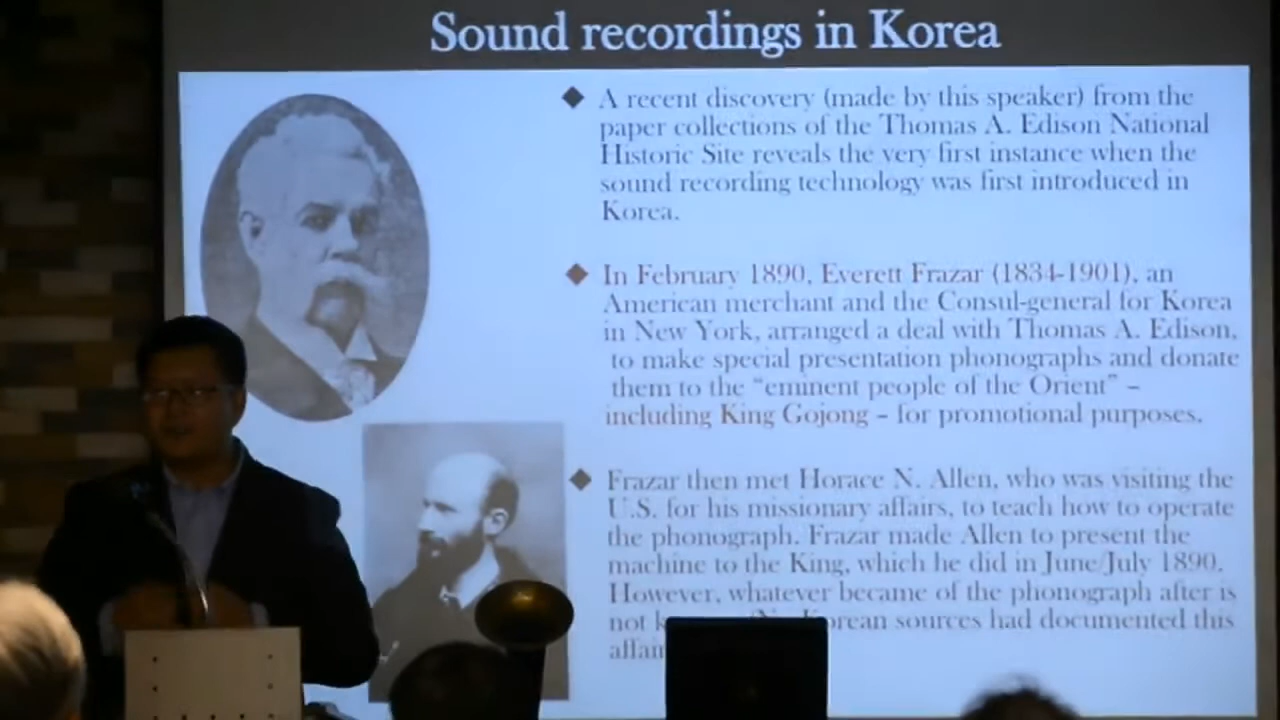 Sound recordings in Korea
◆ A recent discovery (made by this speaker) from the
paper collections of the Thomas A. Edison National
Historic Site reveals the very first instance when the
sound recording technology was first introduced in
Korea.
◆ In February 1890, Everett Frazar (1834-1901), an
American merchant and the Consul-general for Korea
in New York, arranged a deal with Thomas A. Edison,
to make special presentation phonographs and donate
them to the “eminent people of the Orient” –
including King Gojong – for promotional purposes.
◆ Frazar then met Horace N. Allen, who was visiting the
U.S. for his missionary affairs, to teach how to operate
the phonograph. Frazar made Allen to present the
machine to the King, which he did in June/July 1890.
However, whatever became of the phonograph after is
not sources had documented this